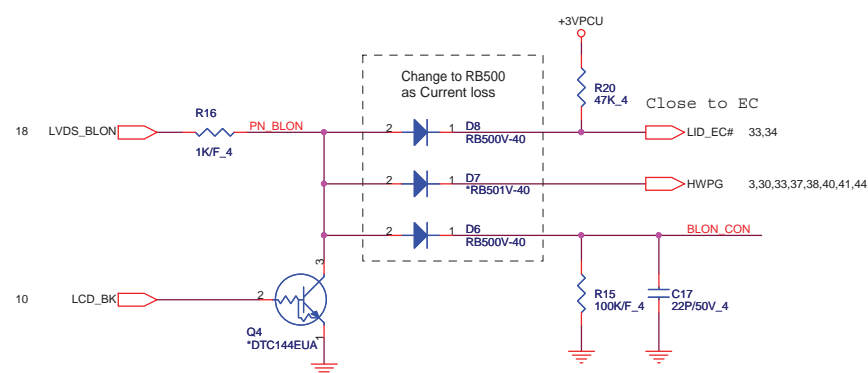 +3VPCU
Change to RB500
as Current loss
R20
47K_4
Close to EC
R16
18 LVDS_BLON PN_BLON 2 1 D8 LID_EC# 33,34
1K/F_4 RB500V-40
2 1 D7 HWPG 3,30,33,37,38,40,41,44
*RB501V-40
2 1 D6 BLON_CON
RB500V-40
3
10 LCD_BK 2
R15
100K/F_4
C17
22P/50V_4
1
Q4
*DTC144EUA